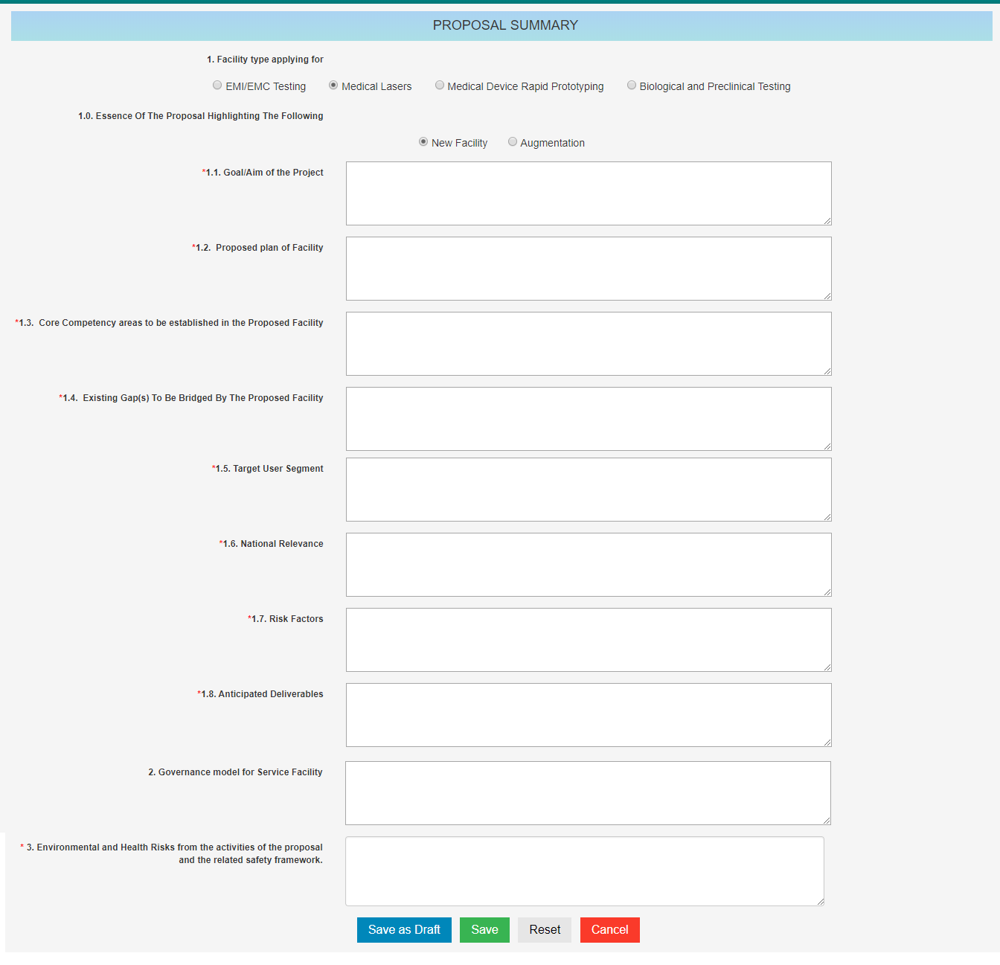 PROPOSAL SUMMARY
1. Facility type applying for
EMI/EMC Testing Medical Lasers Medical Device Rapid Prototyping Biological and Preclinical Testing
1.0. Essence Of The Proposal Highlighting The Following
New Facility Augmentation
*1.1. Goal/Aim of the Project
*1.2. Proposed plan of Facility
*1.3. Core Competency areas to be established in the Proposed Facility
*1.4. Existing Gap(s) To Be Bridged By The Proposed Facility
*1.5. Target User Segment
*1.6. National Relevance
*1.7. Risk Factors
*1.8. Anticipated Deliverables
2. Governance model for Service Facility
* 3. Environmental and Health Risks from the activities of the proposal
and the related safety framework.
Save as Draft Save Reset Cancel